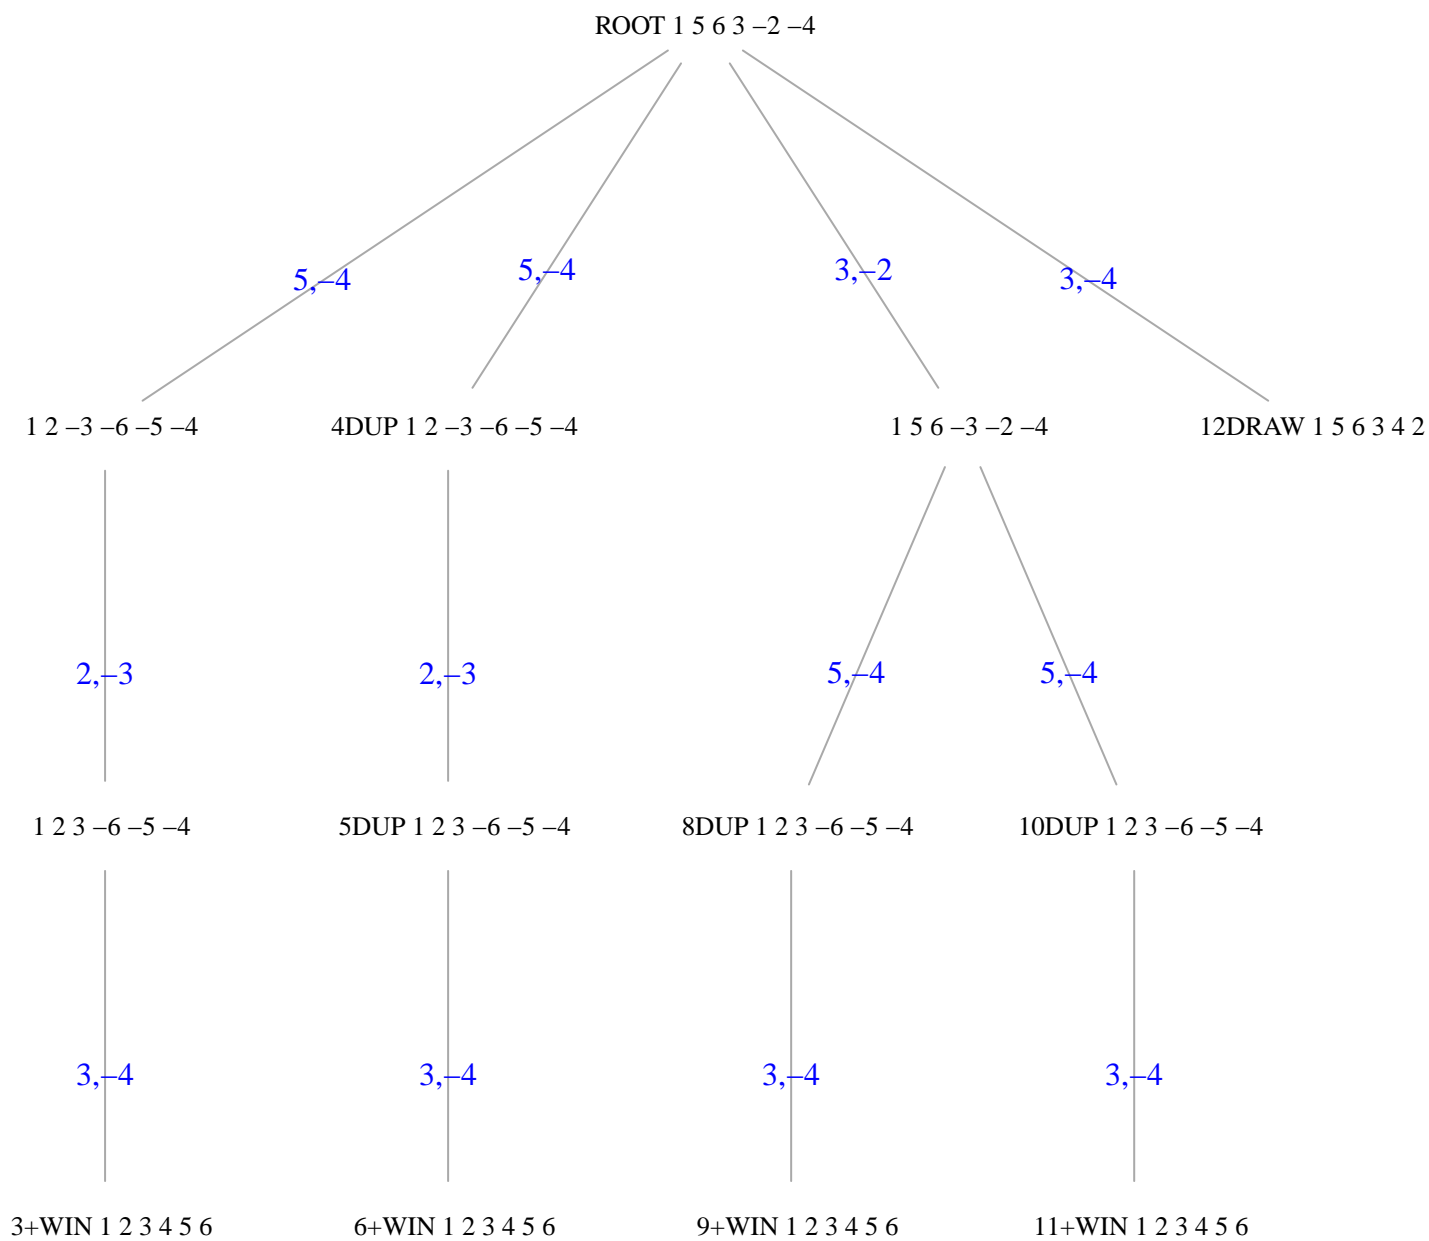 ROOT 1 5 6 3 –2 –4
5,–4
5,–4
3,–2
3,–4
1 2 –3 –6 –5 –4
4DUP 1 2 –3 –6 –5 –4
1 5 6 –3 –2 –4
12DRAW 1 5 6 3 4 2
2,–3
2,–3
5,–4
5,–4
1 2 3 –6 –5 –4
5DUP 1 2 3 –6 –5 –4
8DUP 1 2 3 –6 –5 –4
10DUP 1 2 3 –6 –5 –4
3,–4
3,–4
3,–4
3,–4
3+WIN 1 2 3 4 5 6
6+WIN 1 2 3 4 5 6
9+WIN 1 2 3 4 5 6
11+WIN 1 2 3 4 5 6